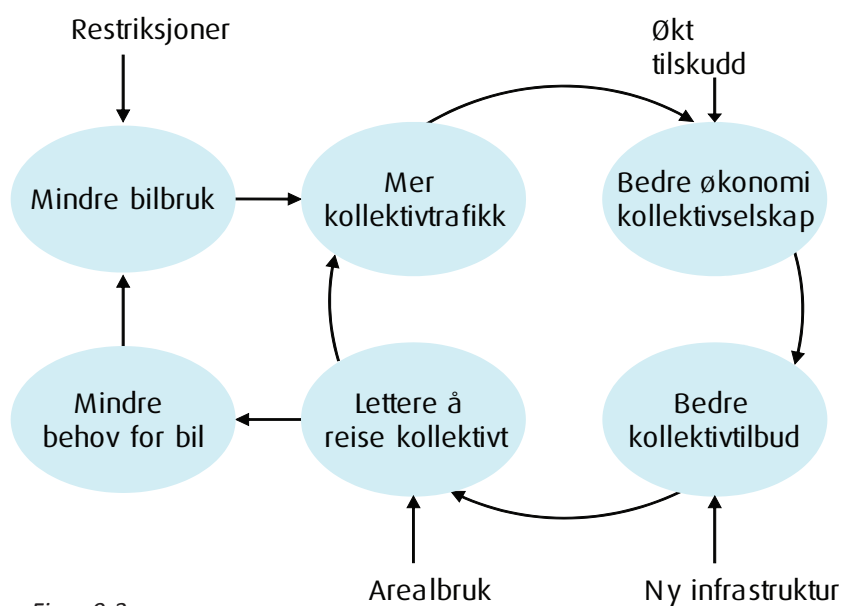 Restriksjoner
Økt
tilskudd
Mindre bilbruk
Mer
kollektivtrafikk
Bedre økonomi
kollektivselskap
Mindre
behov for bil
Lettere å
reise kollektivt
Bedre
kollektivtilbud
Arealbruk
Ny infrastruktur